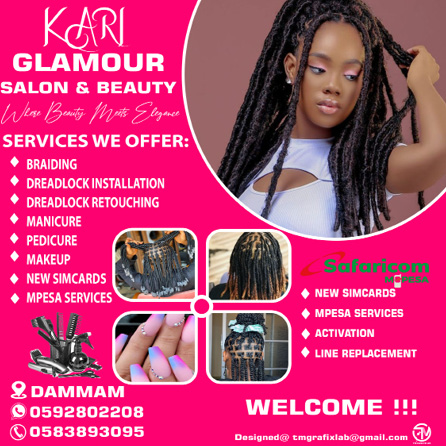 KARI
GLAMOUR
SALON & BEAUTY
Where Beauty Meets Elegance
SERVICES WE OFFER:
BRAIDING
DREADLOCK INSTALLATION
DREADLOCK RETOUCHING
MANICURE
PEDICURE
MAKEUP
NEW SIMCARDS
MPESA SERVICES
Safaricom
NEW SIMCARDS
MPESA SERVICES
ACTIVATION
LINE REPLACEMENT
DAMMAM
0592802208
0583893095
WELCOME !!!
Designed@ tmgrafixlab@gmail.com